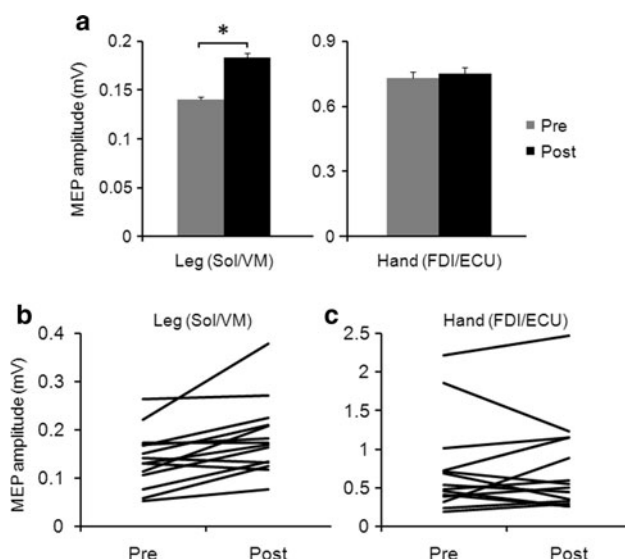 a
MEP amplitude (mV)
0.2
0.15
0.1
0.05
0
*
Leg (Sol/VM)
0.9
0.6
0.3
0
Hand (FDI/ECU)
Pre
Post
b
Leg (Sol/VM)
MEP amplitude (mV)
0.4
0.3
0.2
0.1
0
Pre
Post
c
Hand (FDI/ECU)
2.5
2
1.5
1
0.5
0
Pre
Post